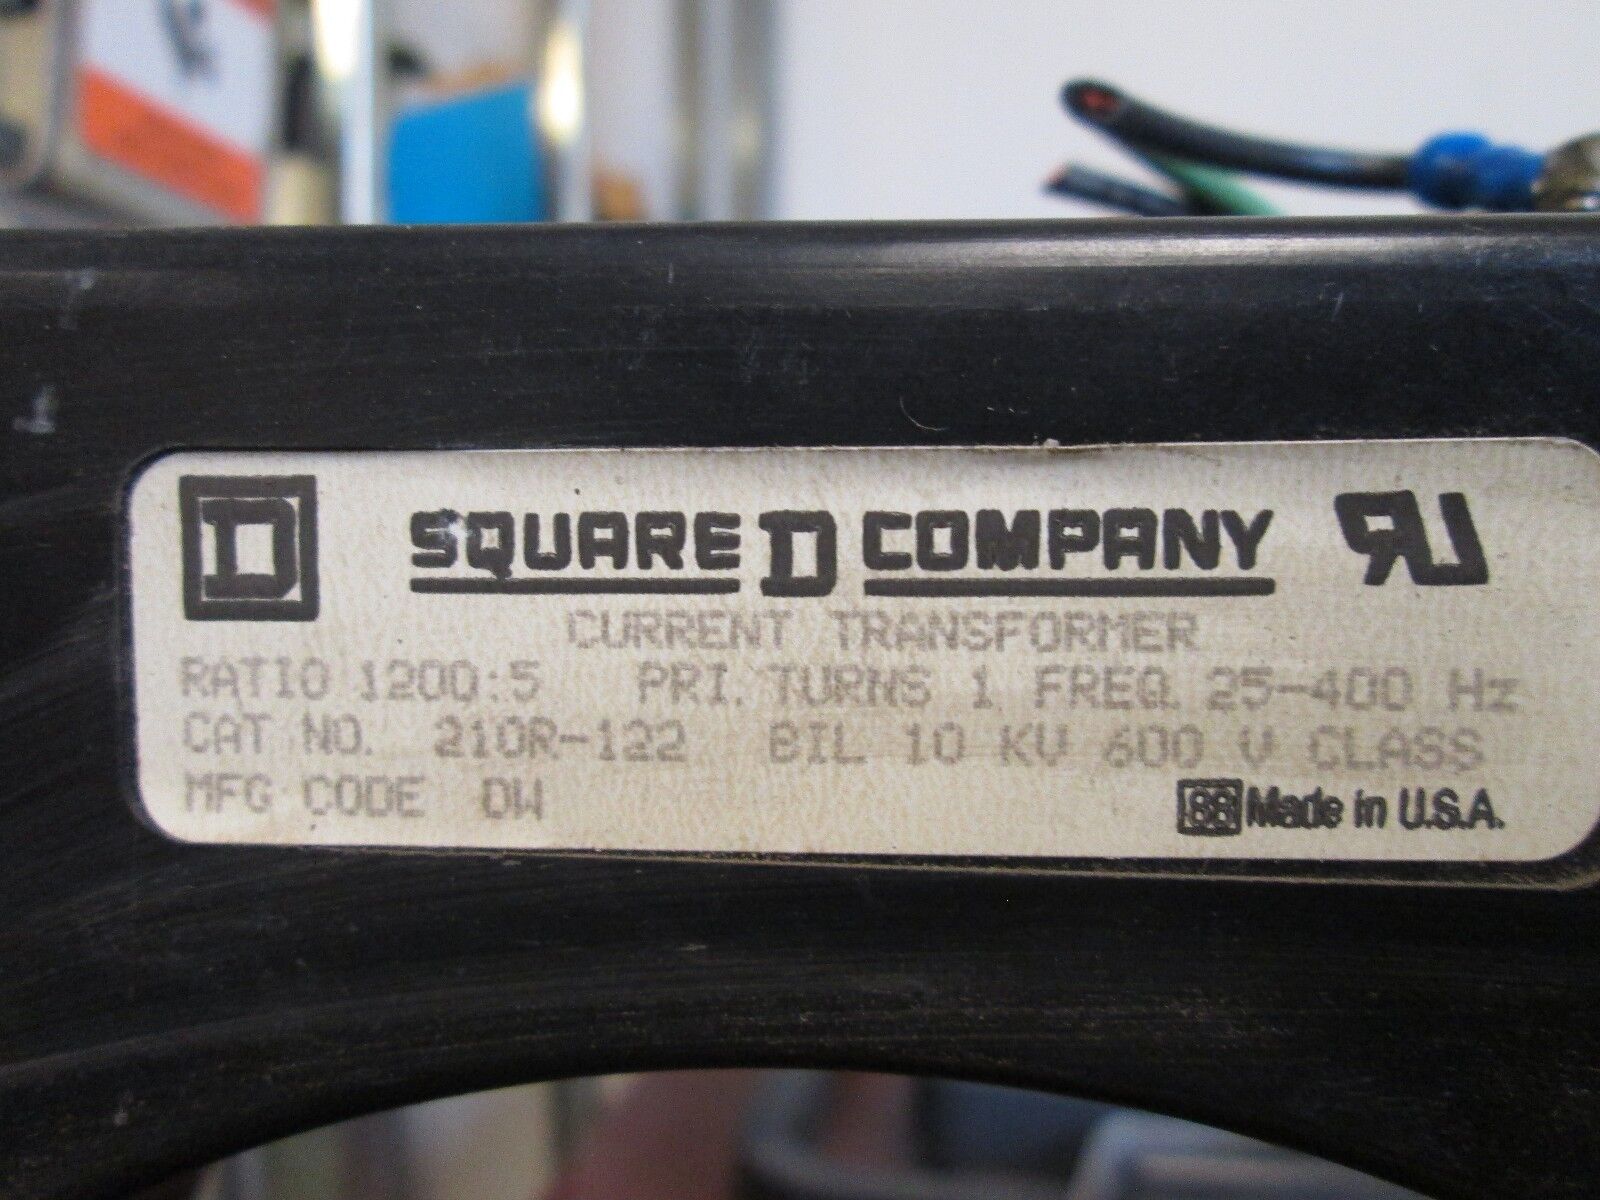 D SQUARE D COMPANY RU
CURRENT TRANSFORMER
RATIO 1200:5 PRI. TURNS 1 FREQ. 25-400 Hz
CAT NO. 210R-122 BIL 10 KV 600 V CLASS
MFG CODE DW 88 Made in U.S.A.